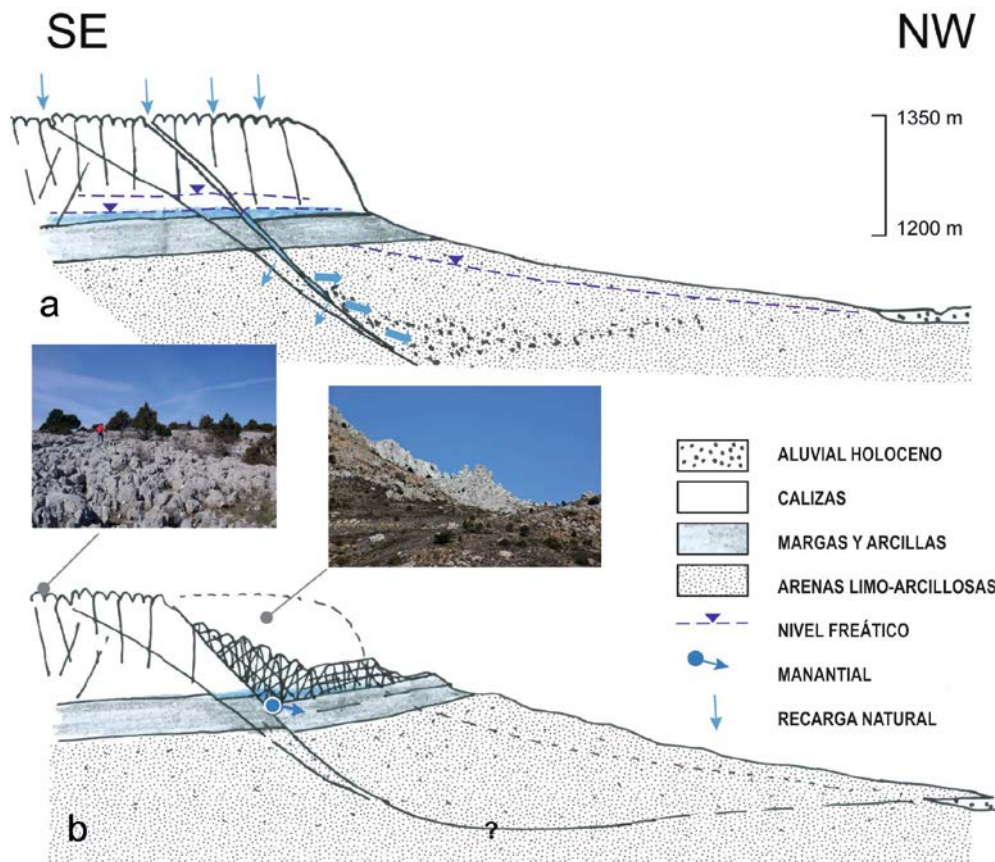 SE
NW
1350 m
1200 m
a
ALUVIAL HOLOCENO
CALIZAS
MARGAS Y ARCILLAS
ARENAS LIMO-ARCILLOSAS
NIVEL FREÁTICO
MANANTIAL
RECARGA NATURAL
b
?